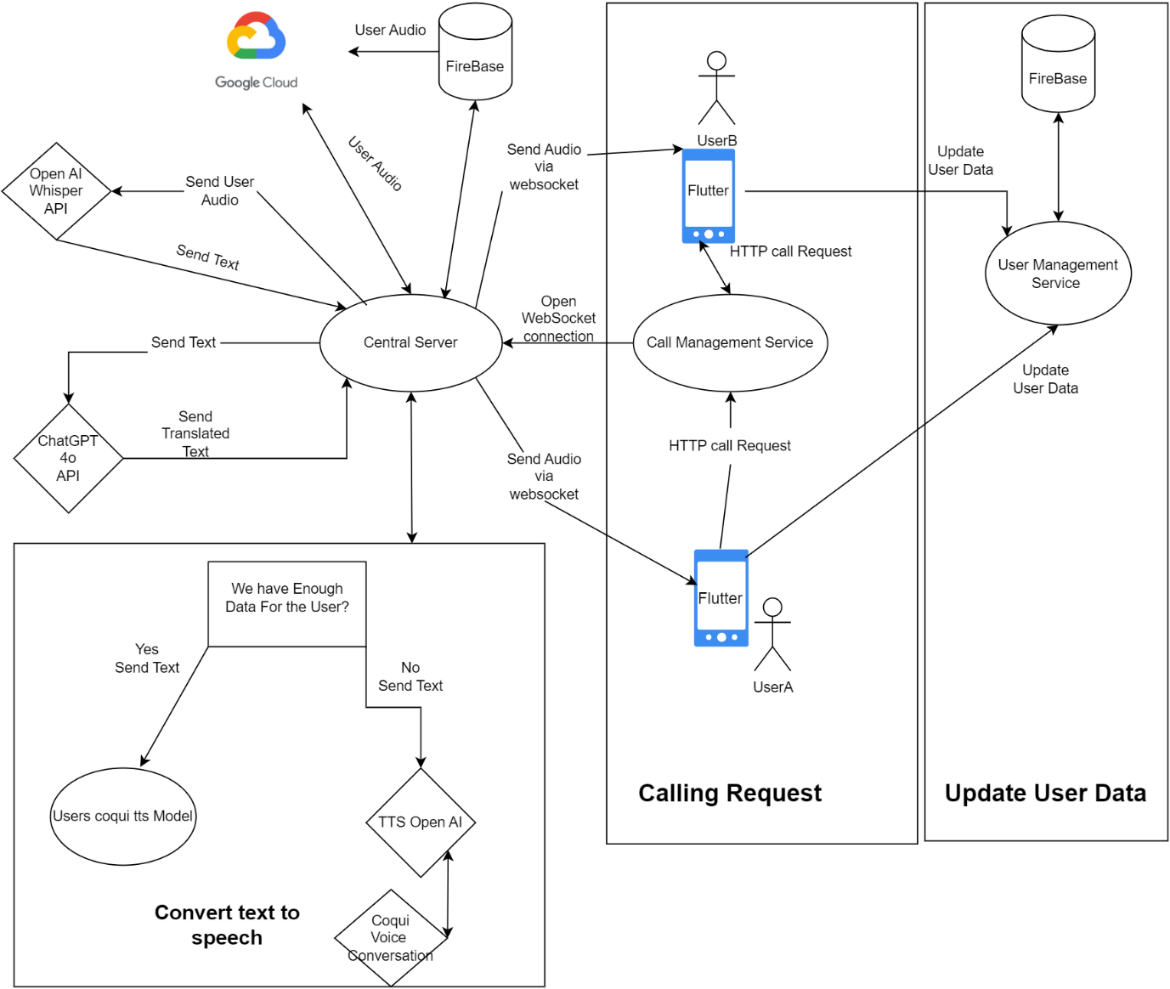 User Audio
FireBase
Google Cloud
User Audio
Open AI
Whisper
API
Send User
Audio
Send Text
Send Audio
via
websocket
UserB
Flutter
HTTP call Request
Update
User Data
FireBase
User Management
Service
Open
WebSocket
connection
Central Server
Call Management Service
Send Text
ChatGPT
4o
API
Send
Translated
Text
Send Audio
via
websocket
HTTP call Request
Update
User Data
Flutter
UserA
We have Enough
Data For the User?
Yes
Send Text
No
Send Text
Users coqui tts Model
TTS Open AI
Coqui
Voice
Conversation
Convert text to
speech
Calling Request
Update User Data